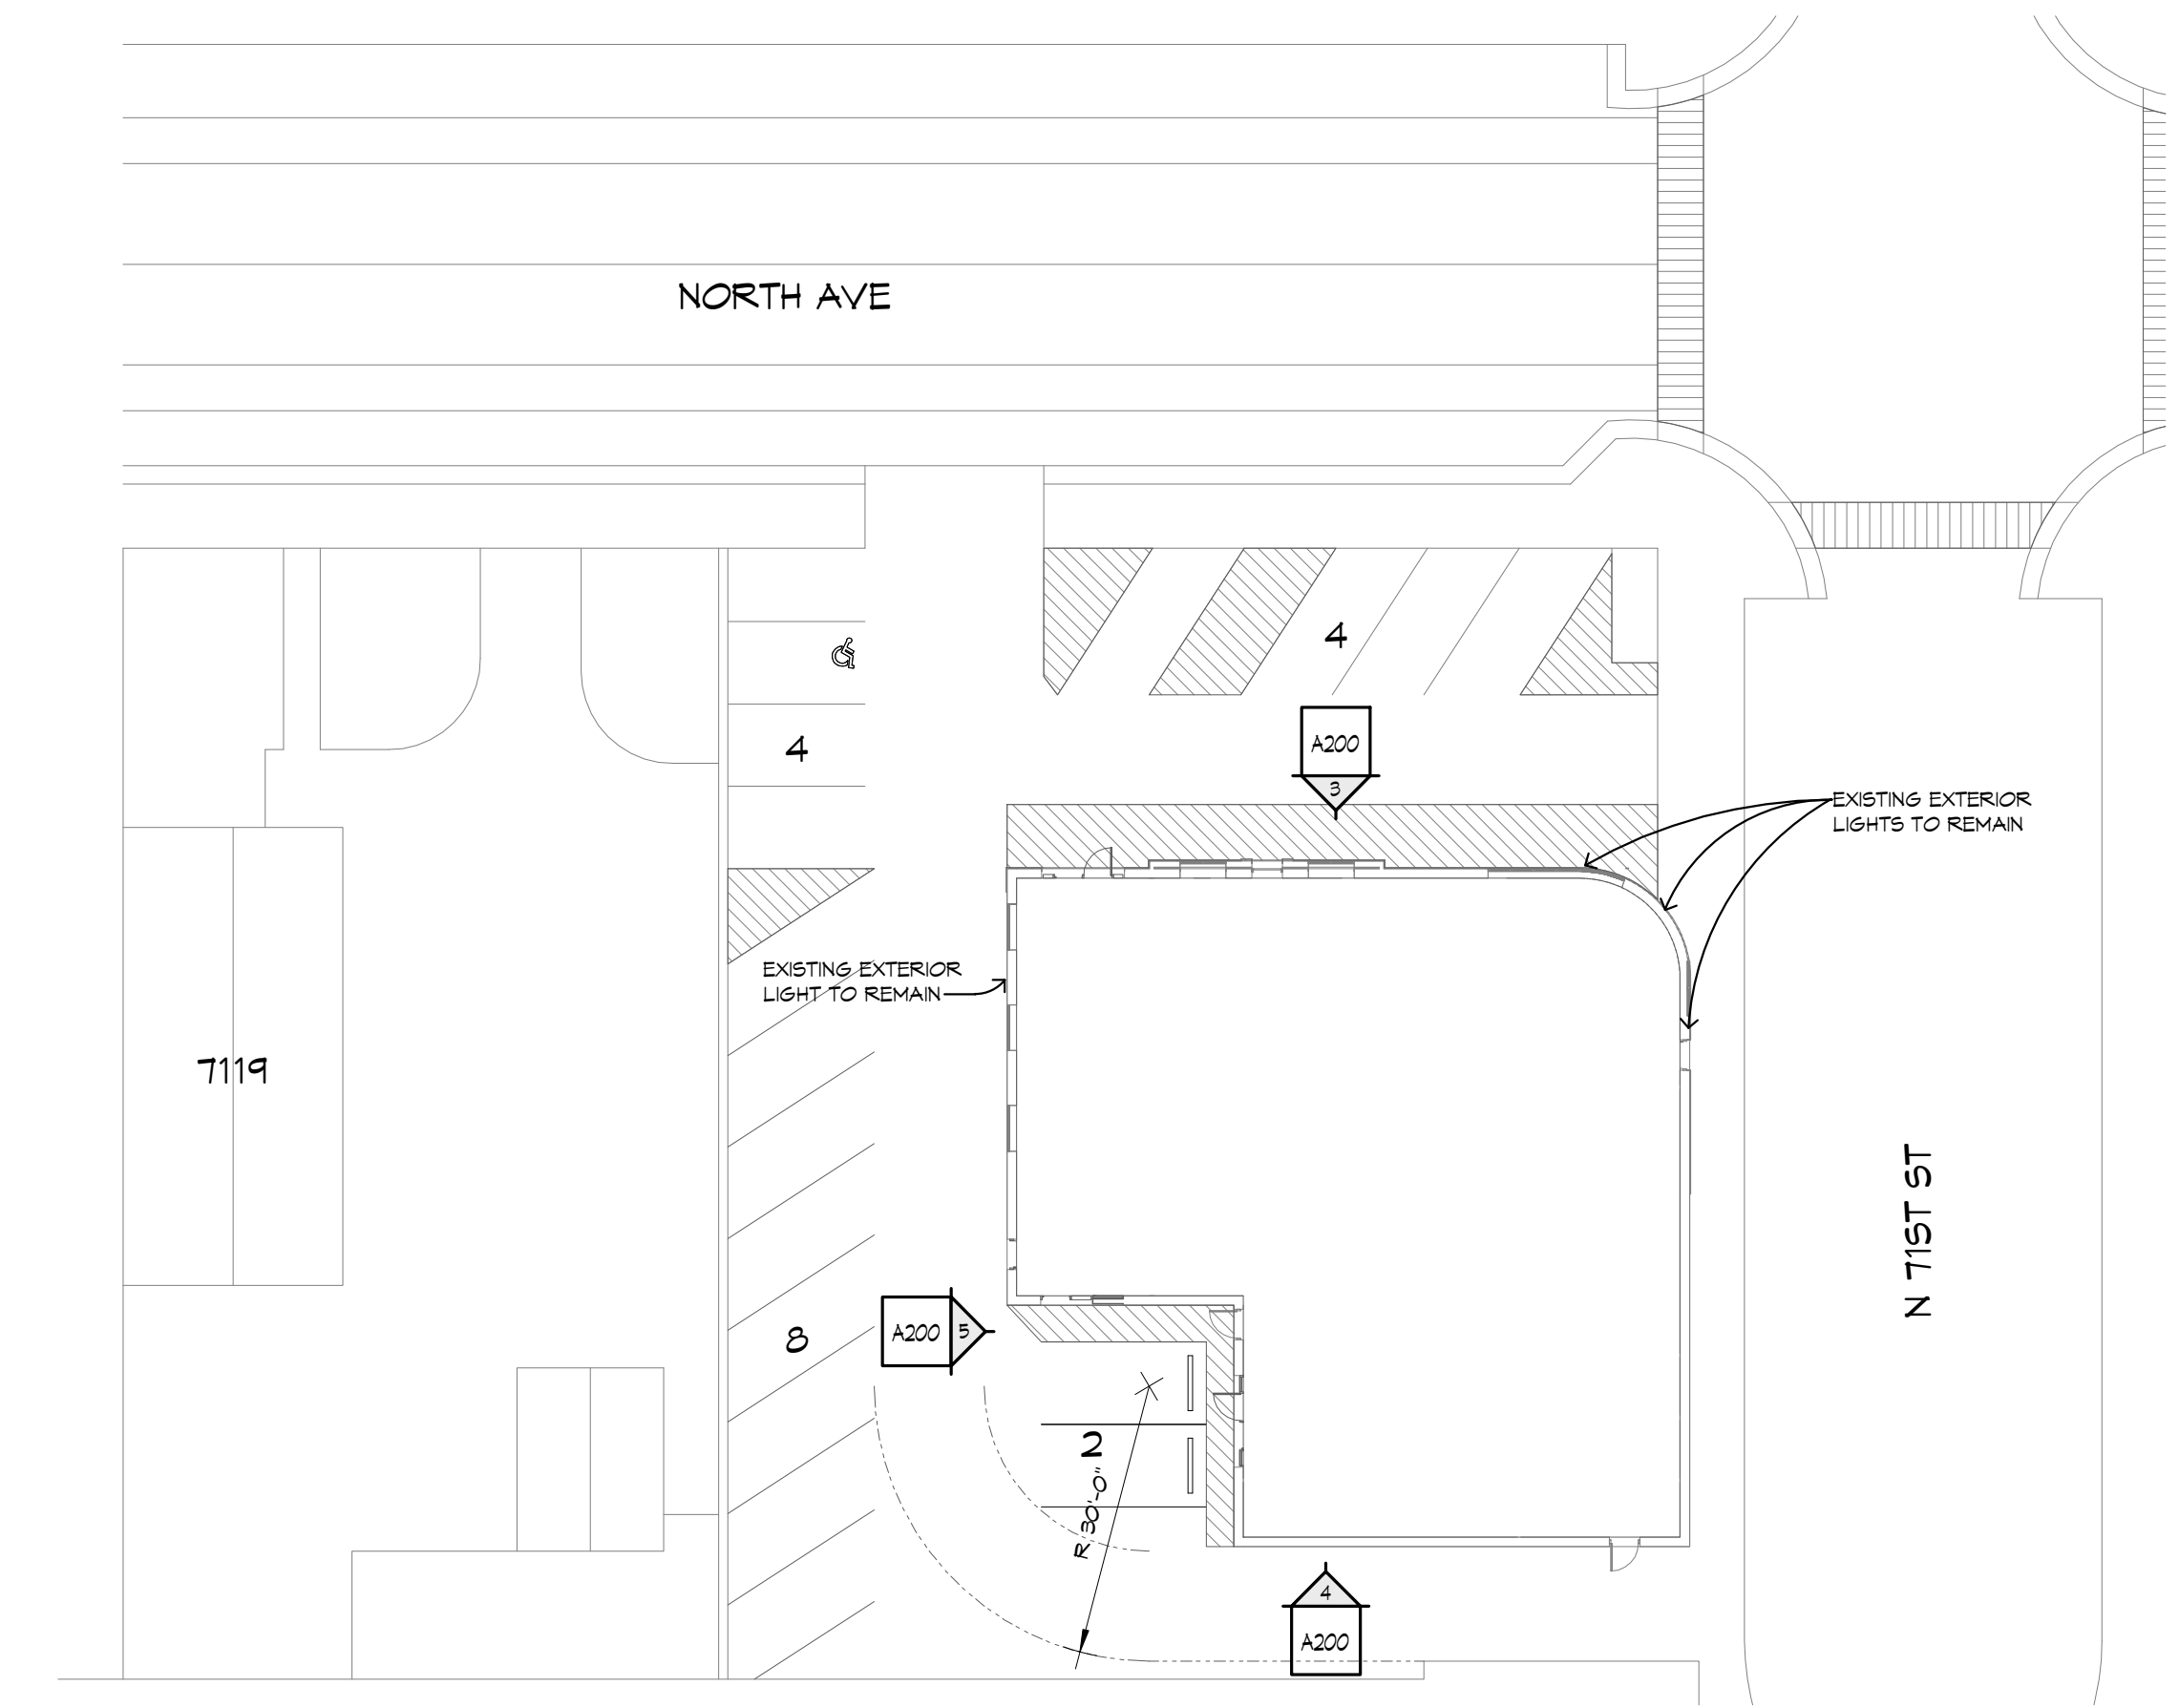 NORTH AVE
4
4
A200
3
EXISTING EXTERIOR
LIGHTS TO REMAIN
EXISTING EXTERIOR
LIGHT TO REMAIN
7119
N 71ST ST
8
A200
5
2
R 30'-0"
4
A200